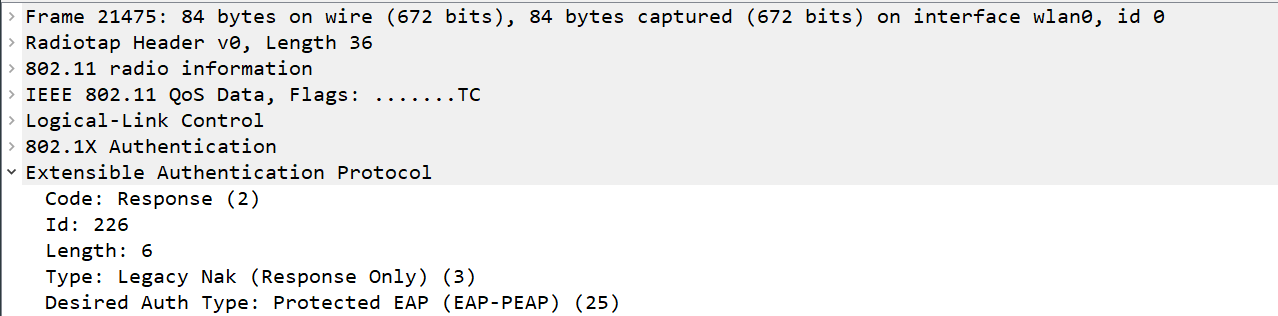 Frame 21475: 84 bytes on wire (672 bits), 84 bytes captured (672 bits) on interface wlan0, id 0
Radiotap Header v0, Length 36
802.11 radio information
IEEE 802.11 QoS Data, Flags: .......TC
Logical-Link Control
802.1X Authentication
Extensible Authentication Protocol
Code: Response (2)
Id: 226
Length: 6
Type: Legacy Nak (Response Only) (3)
Desired Auth Type: Protected EAP (EAP-PEAP) (25)